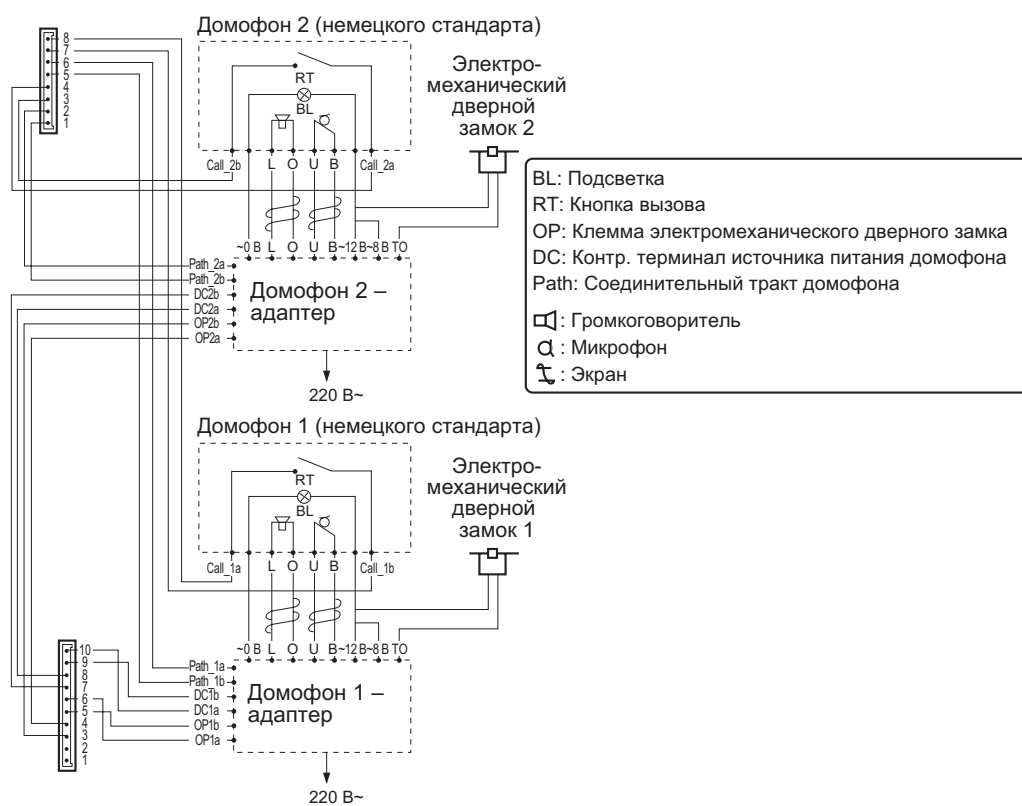 Домофон 2 (немецкого стандарта)
8
7
6
5
4
3
2
1
RT
BL
Электро-
механический
дверной
замок 2
Call_2b L O U B Call_2a
~0 В L O U B~12 В~8 В TO
Path_2a
Path_2b
DC2b
DC2a
OP2b
OP2a
Домофон 2 –
адаптер
220 В~
BL: Подсветка
RT: Кнопка вызова
OP: Клемма электромеханического дверного замка
DC: Контр. терминал источника питания домофона
Path: Соединительный тракт домофона
: Громкоговоритель
: Микрофон
: Экран
Домофон 1 (немецкого стандарта)
RT
BL
Электро-
механический
дверной
замок 1
Call_1a L O U B Call_1b
~0 В L O U B~12 В~8 В TO
10
9
8
7
6
5
4
3
2
1
Path_1a
Path_1b
DC1b
DC1a
OP1b
OP1a
Домофон 1 –
адаптер
220 В~